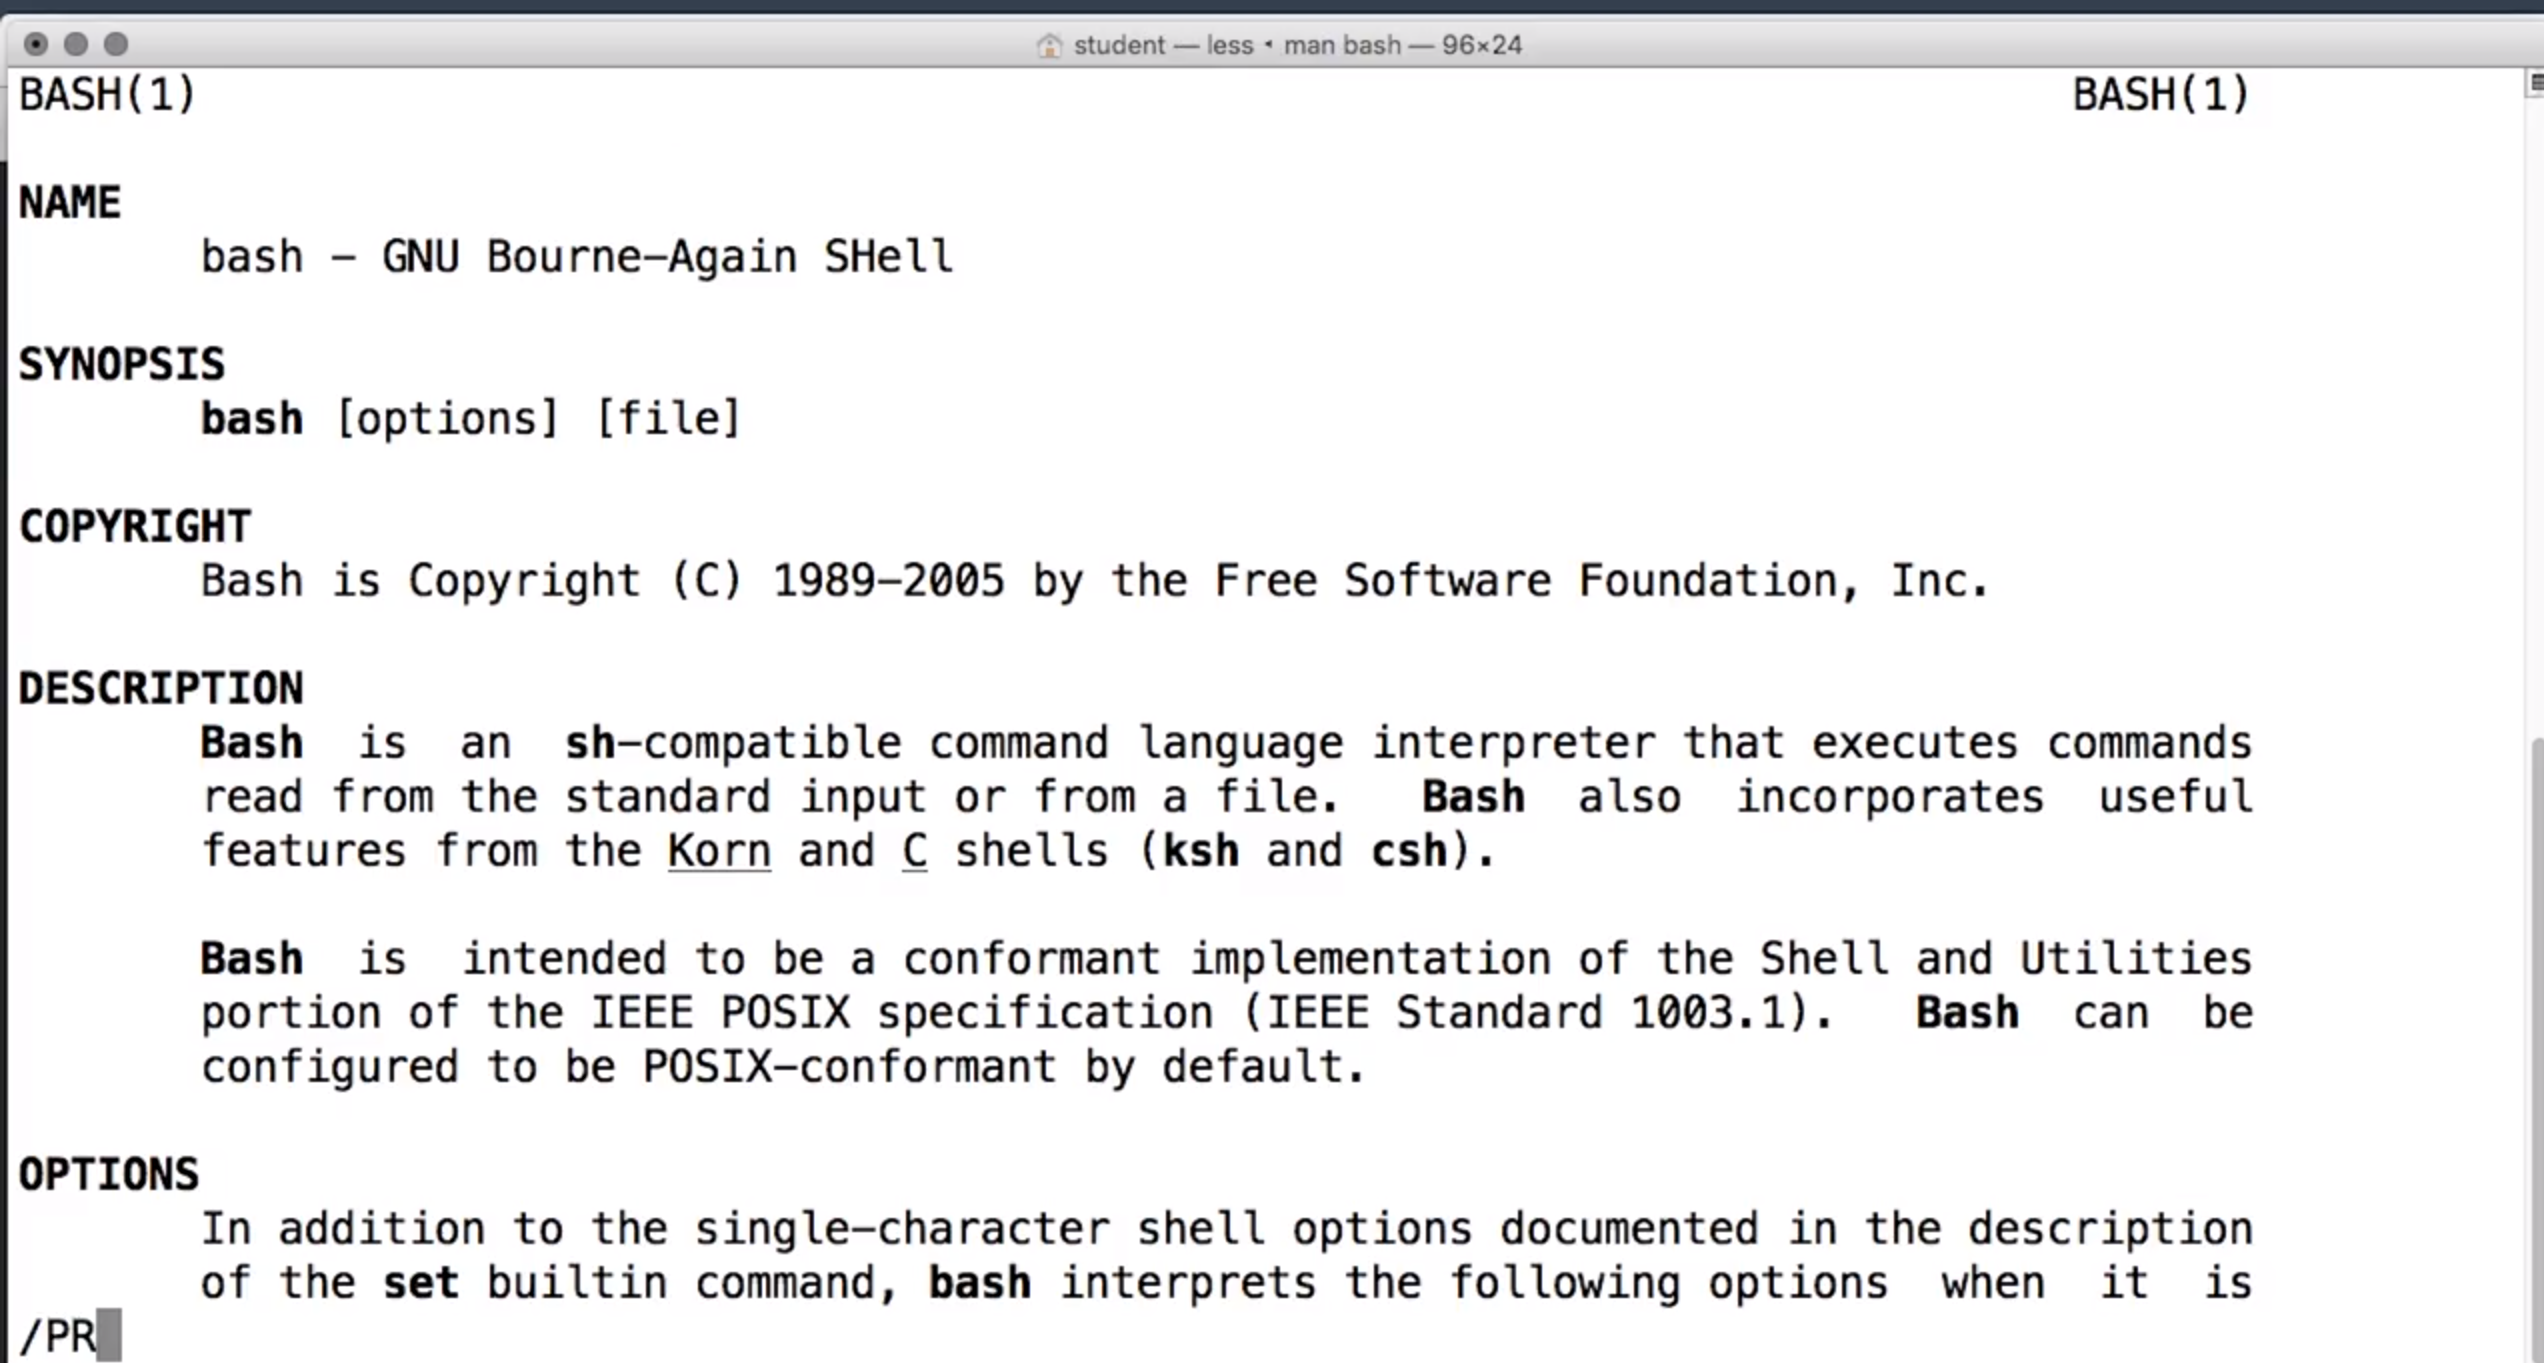 student — less ◂ man bash — 96×24
BASH(1) BASH(1)
NAME
bash – GNU Bourne–Again SHell
SYNOPSIS
bash [options] [file]
COPYRIGHT
Bash is Copyright (C) 1989–2005 by the Free Software Foundation, Inc.
DESCRIPTION
Bash is an sh–compatible command language interpreter that executes commands
read from the standard input or from a file. Bash also incorporates useful
features from the Korn and C shells (ksh and csh).
Bash is intended to be a conformant implementation of the Shell and Utilities
portion of the IEEE POSIX specification (IEEE Standard 1003.1). Bash can be
configured to be POSIX–conformant by default.
OPTIONS
In addition to the single–character shell options documented in the description
of the set builtin command, bash interprets the following options when it is
/PR